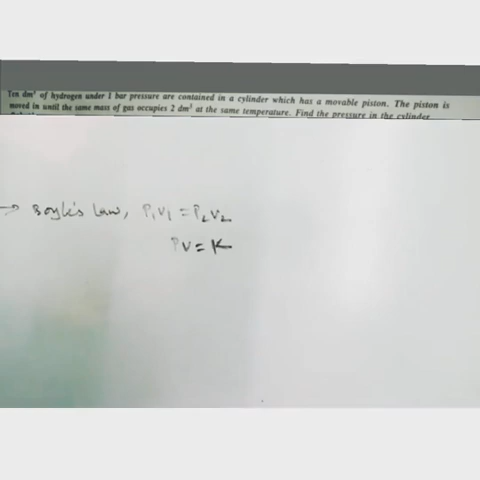 Ten dm³ of hydrogen under 1 bar pressure are contained in a cylinder which has a movable piston. The piston is
moved in until the same mass of gas occupies 2 dm³ at the same temperature. Find the pressure in the cylinder
→ Boyle's Law, P₁V₁ = P₂V₂
PV = K